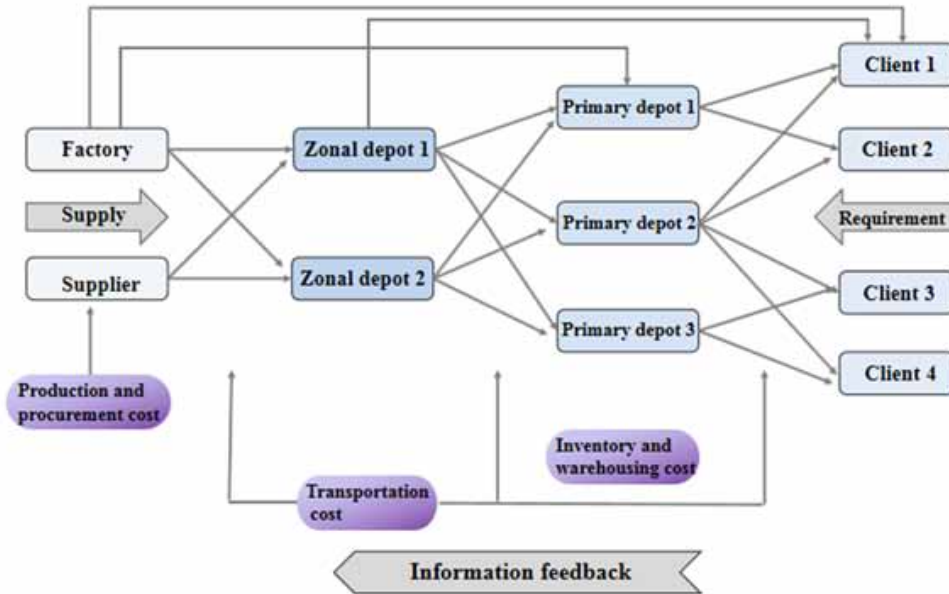 Client 1
Primary depot 1
Factory
Zonal depot 1
Client 2
Supply
Primary depot 2
Requirement
Supplier
Zonal depot 2
Client 3
Primary depot 3
Client 4
Production and
procurement cost
Inventory and
warehousing cost
Transportation
cost
Information feedback